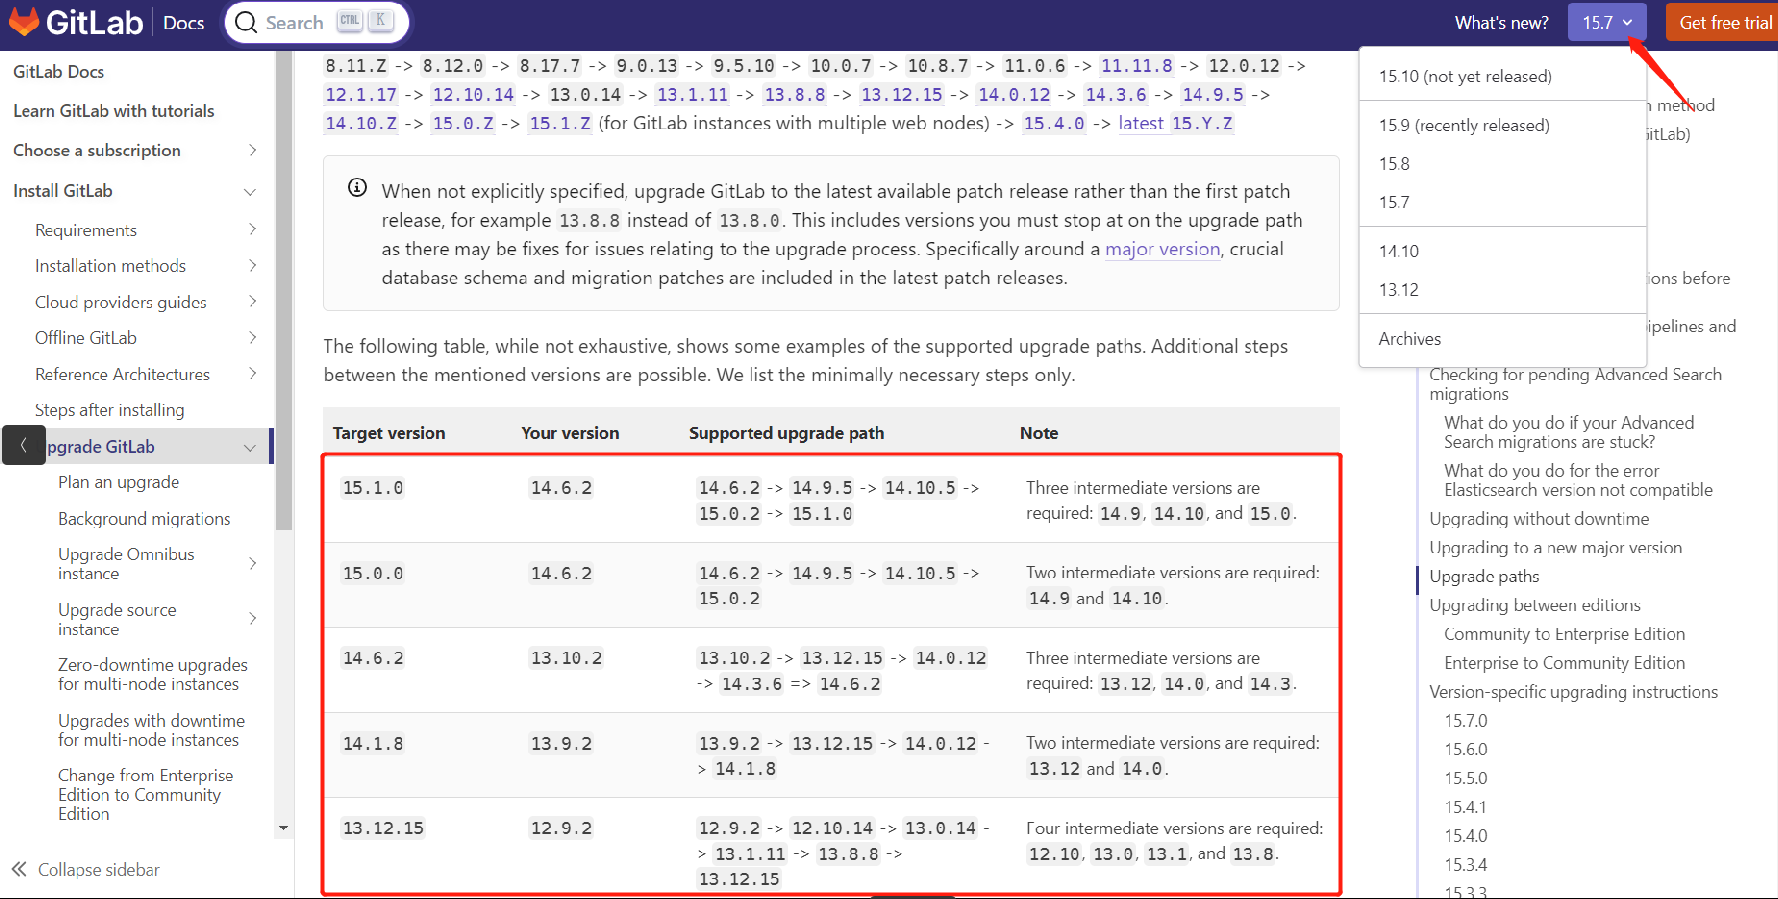 GitLab Docs Search CTRL K What's new? 15.7 Get free trial
GitLab Docs
Learn GitLab with tutorials
Choose a subscription
Install GitLab
Requirements
Installation methods
Cloud providers guides
Offline GitLab
Reference Architectures
Steps after installing
pgrade GitLab
Plan an upgrade
Background migrations
Upgrade Omnibus
instance
Upgrade source
instance
Zero-downtime upgrades
for multi-node instances
Upgrades with downtime
for multi-node instances
Change from Enterprise
Edition to Community
Edition
Collapse sidebar
8.11.Z -> 8.12.0 -> 8.17.7 -> 9.0.13 -> 9.5.10 -> 10.0.7 -> 10.8.7 -> 11.0.6 -> 11.11.8 -> 12.0.12 ->
12.1.17 -> 12.10.14 -> 13.0.14 -> 13.1.11 -> 13.8.8 -> 13.12.15 -> 14.0.12 -> 14.3.6 -> 14.9.5 ->
14.10.Z -> 15.0.Z -> 15.1.Z (for GitLab instances with multiple web nodes) -> 15.4.0 -> latest 15.Y.Z
When not explicitly specified, upgrade GitLab to the latest available patch release rather than the first patch
release, for example 13.8.8 instead of 13.8.0. This includes versions you must stop at on the upgrade path
as there may be fixes for issues relating to the upgrade process. Specifically around a major version, crucial
database schema and migration patches are included in the latest patch releases.
The following table, while not exhaustive, shows some examples of the supported upgrade paths. Additional steps
between the mentioned versions are possible. We list the minimally necessary steps only.
Target version Your version Supported upgrade path Note
15.1.0 14.6.2 14.6.2 -> 14.9.5 -> 14.10.5 -> Three intermediate versions are
15.0.2 -> 15.1.0 required: 14.9, 14.10, and 15.0.
15.0.0 14.6.2 14.6.2 -> 14.9.5 -> 14.10.5 -> Two intermediate versions are required:
15.0.2 14.9 and 14.10.
14.6.2 13.10.2 13.10.2 -> 13.12.15 -> 14.0.12 Three intermediate versions are
-> 14.3.6 => 14.6.2 required: 13.12, 14.0, and 14.3.
14.1.8 13.9.2 13.9.2 -> 13.12.15 -> 14.0.12 - Two intermediate versions are required:
> 14.1.8 13.12 and 14.0.
13.12.15 12.9.2 12.9.2 -> 12.10.14 -> 13.0.14 - Four intermediate versions are required:
> 13.1.11 -> 13.8.8 -> 12.10, 13.0, 13.1, and 13.8.
13.12.15
15.10 (not yet released)
15.9 (recently released)
15.8
15.7
14.10
13.12
Archives
method
itLab)
ions before
ipelines and
Checking for pending Advanced Search
migrations
What do you do if your Advanced
Search migrations are stuck?
What do you do for the error
Elasticsearch version not compatible
Upgrading without downtime
Upgrading to a new major version
Upgrade paths
Upgrading between editions
Community to Enterprise Edition
Enterprise to Community Edition
Version-specific upgrading instructions
15.7.0
15.6.0
15.5.0
15.4.1
15.4.0
15.3.4
15.3.3